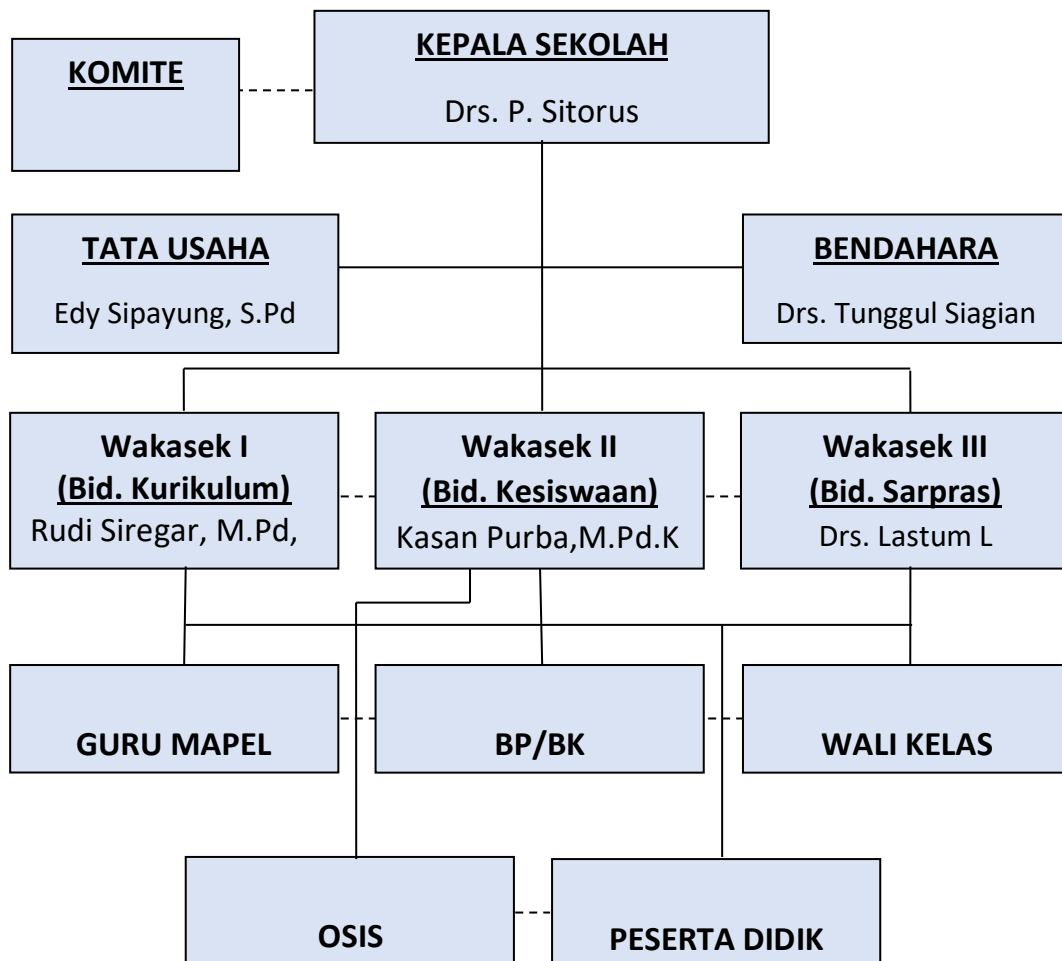 KOMITE
KEPALA SEKOLAH
Drs. P. Sitorus
TATA USAHA
Edy Sipayung, S.Pd
BENDAHARA
Drs. Tunggul Siagian
Wakasek I
(Bid. Kurikulum)
Rudi Siregar, M.Pd,
Wakasek II
(Bid. Kesiswaan)
Kasan Purba,M.Pd.K
Wakasek III
(Bid. Sarpras)
Drs. Lastum L
GURU MAPEL
BP/BK
WALI KELAS
OSIS
PESERTA DIDIK